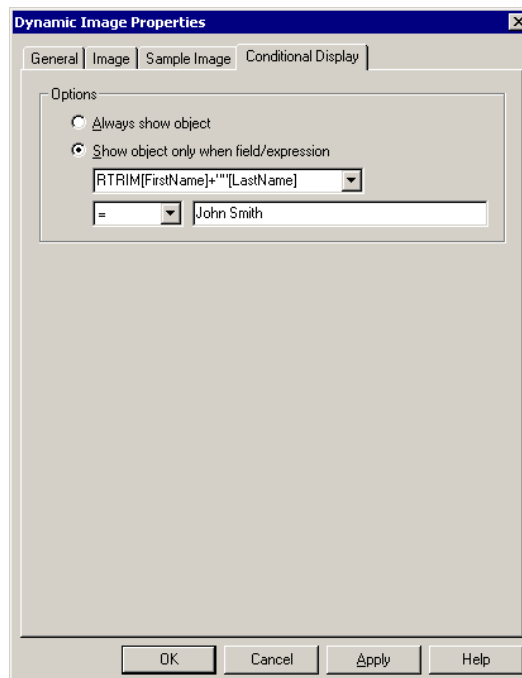 Dynamic Image Properties
General Image Sample Image Conditional Display
Options
Always show object
Show object only when field/expression
RTRIM[FirstName]+'""'[LastName]
= John Smith
OK Cancel Apply Help